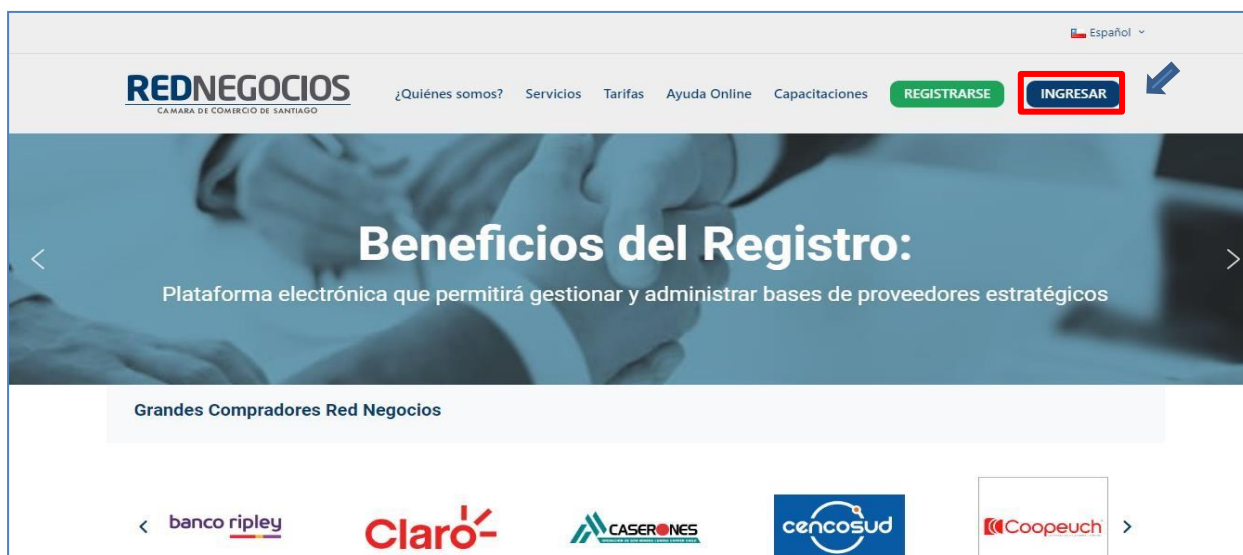 Español
REDNEGOCIOS
CAMARA DE COMERCIO DE SANTIAGO
¿Quiénes somos? Servicios Tarifas Ayuda Online Capacitaciones REGISTRARSE INGRESAR
Beneficios del Registro:
Plataforma electrónica que permitirá gestionar y administrar bases de proveedores estratégicos
Grandes Compradores Red Negocios
banco ripley Claro CASERONES cencosud Coopeuch